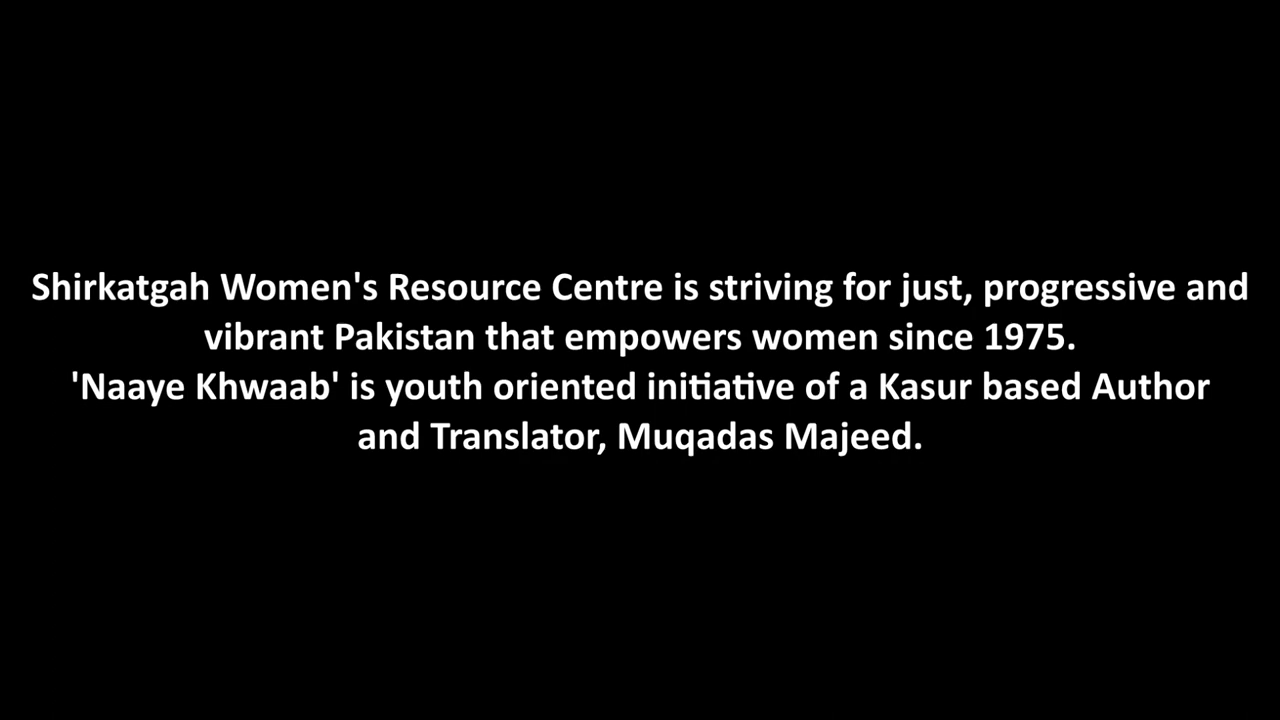 Shirkatgah Women's Resource Centre is striving for just, progressive and
vibrant Pakistan that empowers women since 1975.
'Naaye Khwaab' is youth oriented initiative of a Kasur based Author
and Translator, Muqadas Majeed.